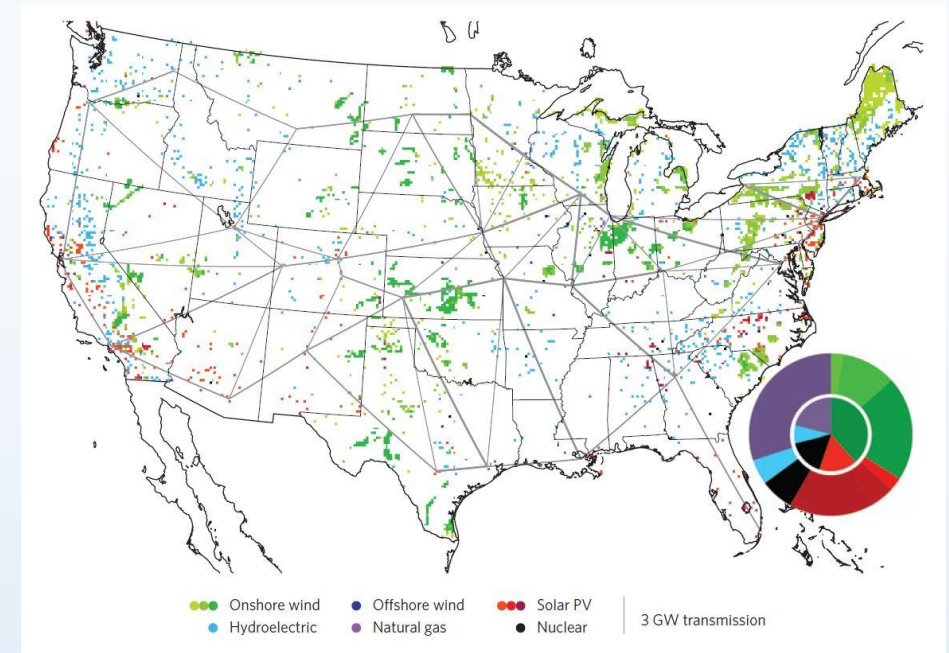 Onshore wind
Offshore wind
Solar PV
3 GW transmission
Hydroelectric
Natural gas
Nuclear